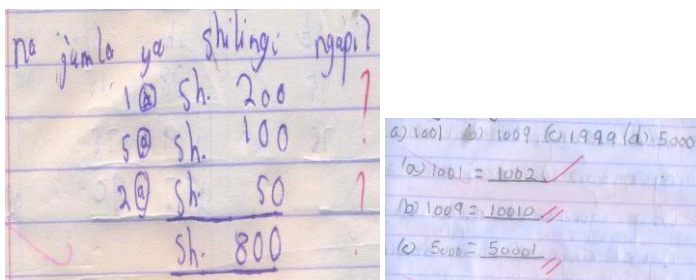 na jumla ya shilingi ngapi?
1 @ sh. 200
5 @ sh. 100
2 @ sh. 50
sh. 800
a) 1001 (b) 1009 (c) 1999 (d) 5000
(a) 1001 = 1002
(b) 1009 = 10010
(c) 5000 = 50001